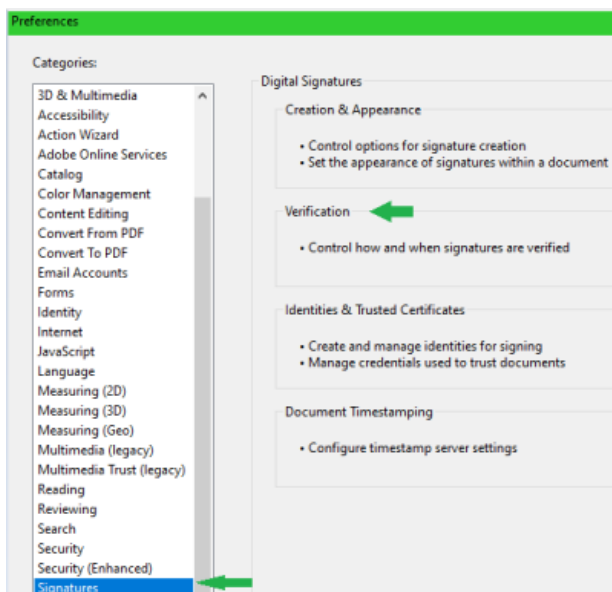 Preferences
Categories:
3D & Multimedia
Accessibility
Action Wizard
Adobe Online Services
Catalog
Color Management
Content Editing
Convert From PDF
Convert To PDF
Email Accounts
Forms
Identity
Internet
JavaScript
Language
Measuring (2D)
Measuring (3D)
Measuring (Geo)
Multimedia (legacy)
Multimedia Trust (legacy)
Reading
Reviewing
Search
Security
Security (Enhanced)
Signatures
Digital Signatures
Creation & Appearance
• Control options for signature creation
• Set the appearance of signatures within a document
Verification
• Control how and when signatures are verified
Identities & Trusted Certificates
• Create and manage identities for signing
• Manage credentials used to trust documents
Document Timestamping
• Configure timestamp server settings